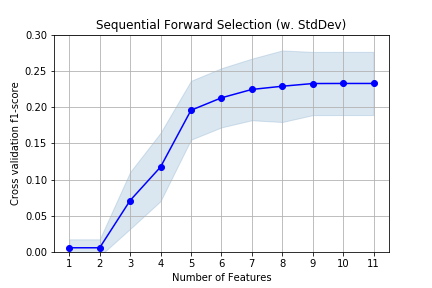 Sequential Forward Selection (w. StdDev)
Cross validation f1-score
0.30
0.25
0.20
0.15
0.10
0.05
0.00
1 2 3 4 5 6 7 8 9 10 11
Number of Features